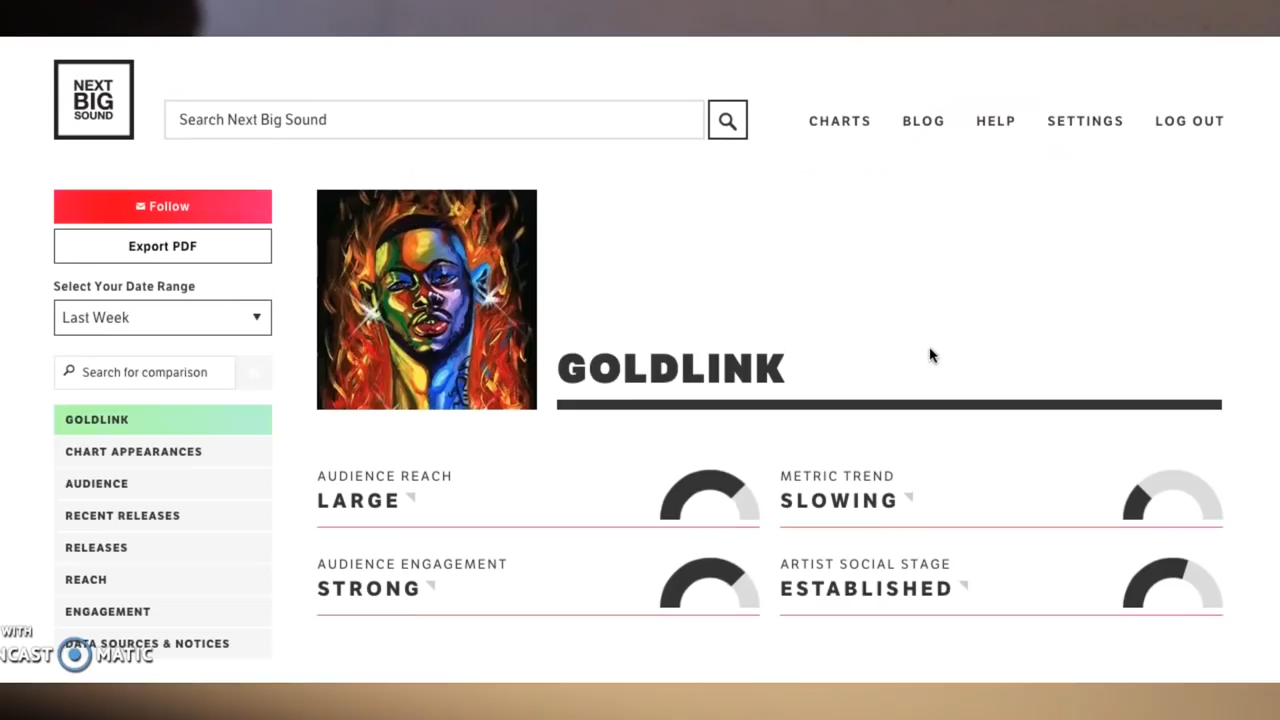 NEXT
BIG
SOUND
Search Next Big Sound
CHARTS BLOG HELP SETTINGS LOG OUT
Follow
Export PDF
Select Your Date Range
Last Week
Search for comparison
GOLDLINK
CHART APPEARANCES
AUDIENCE
RECENT RELEASES
RELEASES
REACH
ENGAGEMENT
DATA SOURCES & NOTICES
GOLDLINK
AUDIENCE REACH
LARGE
METRIC TREND
SLOWING
AUDIENCE ENGAGEMENT
STRONG
ARTIST SOCIAL STAGE
ESTABLISHED
WITH
NCAST MATIC